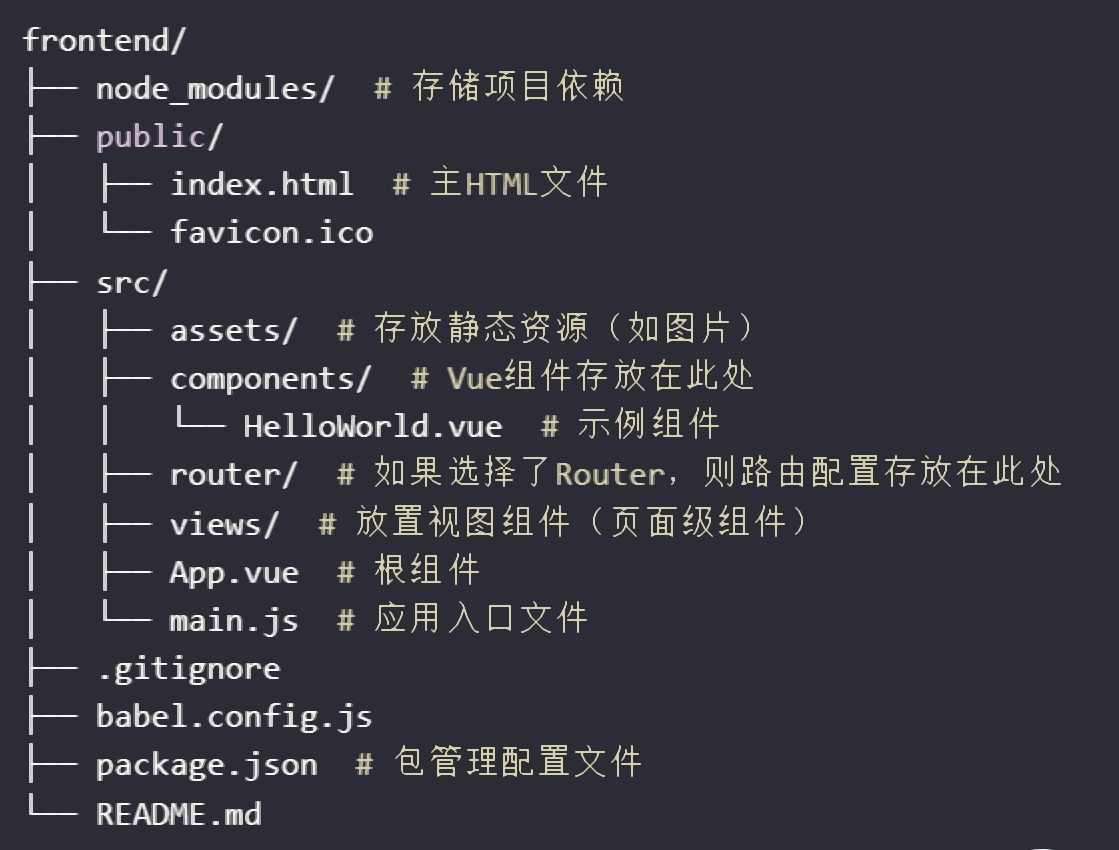 frontend/
├── node_modules/  # 存储项目依赖
├── public/
│   ├── index.html  # 主HTML文件
│   └── favicon.ico
├── src/
│   ├── assets/  # 存放静态资源（如图片）
│   ├── components/  # Vue组件存放在此处
│   │   └── HelloWorld.vue  # 示例组件
│   ├── router/  # 如果选择了Router，则路由配置存放在此处
│   ├── views/  # 放置视图组件（页面级组件）
│   ├── App.vue  # 根组件
│   └── main.js  # 应用入口文件
├── .gitignore
├── babel.config.js
├── package.json  # 包管理配置文件
└── README.md